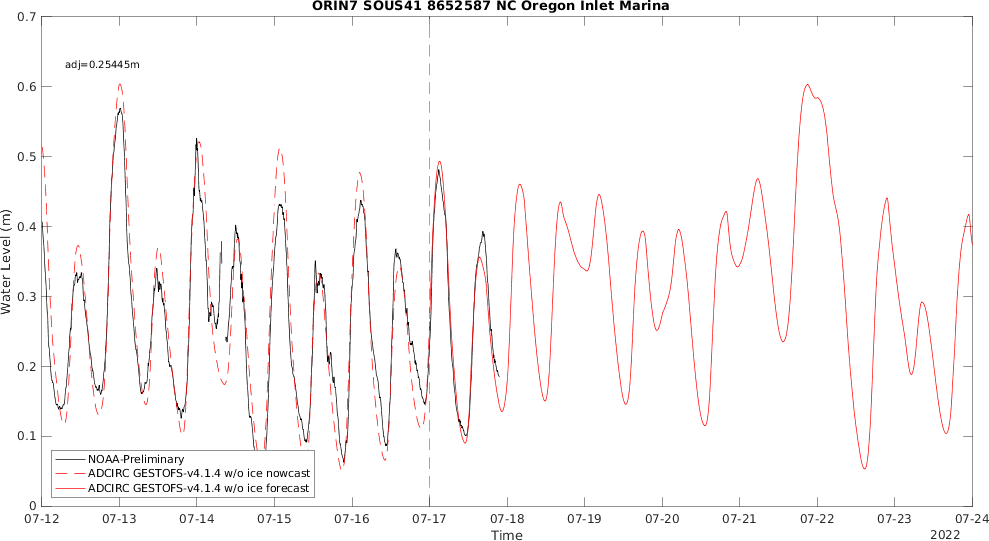 ORIN7 SOUS41 8652587 NC Oregon Inlet Marina
0.7
adj=0.25445m
0.6
0.5
0.4
Water Level (m)
0.3
0.2
0.1
NOAA-Preliminary
ADCIRC GESTOFS-v4.1.4 w/o ice nowcast
ADCIRC GESTOFS-v4.1.4 w/o ice forecast
0
07-12 07-13 07-14 07-15 07-16 07-17 07-18 07-19 07-20 07-21 07-22 07-23 07-24
Time
2022